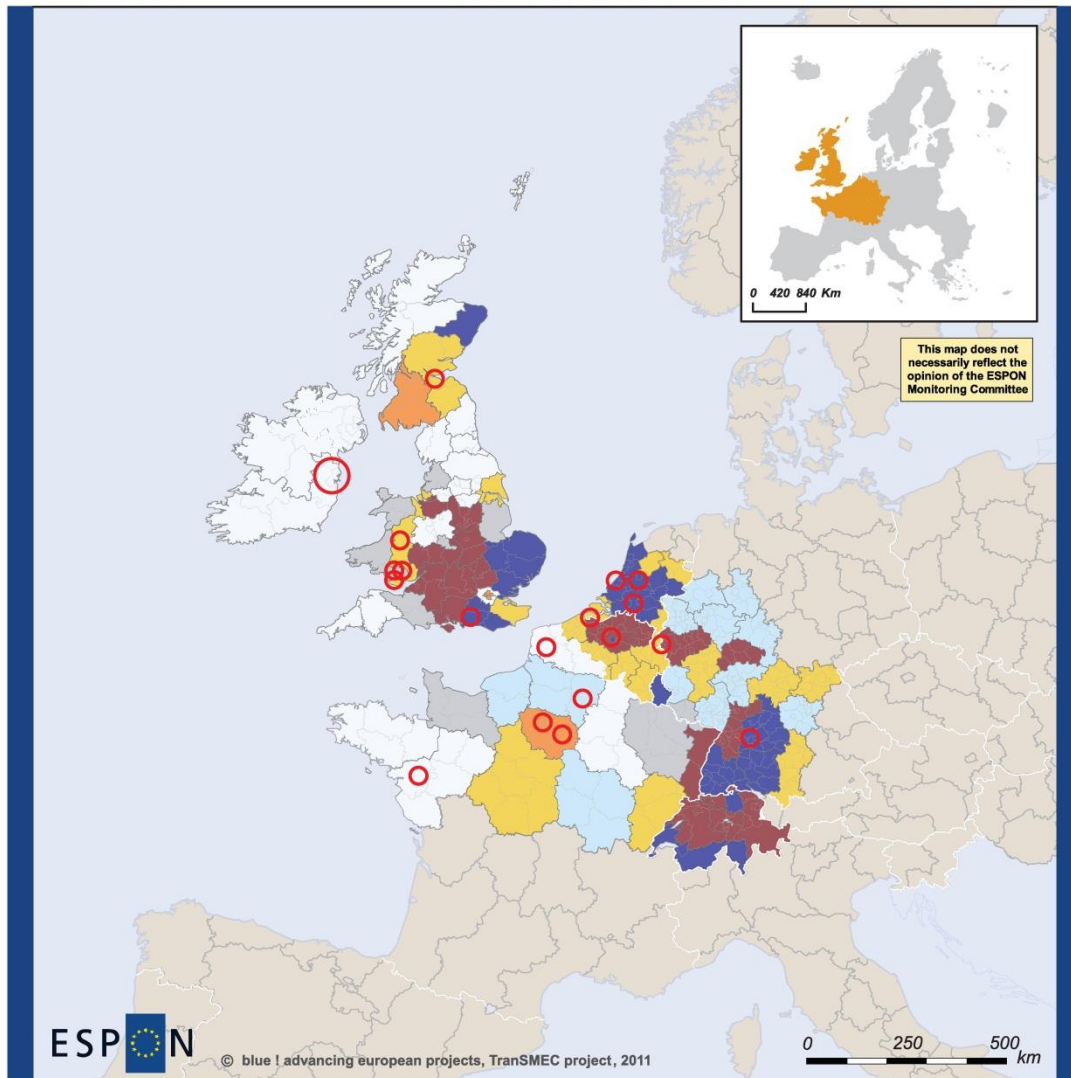 0 420 840 Km
This map does not
necessarily reflect the
opinion of the ESPON
Monitoring Committee
ESPON
© blue ! advancing european projects, TranSMEC project, 2011
0 250 500
km